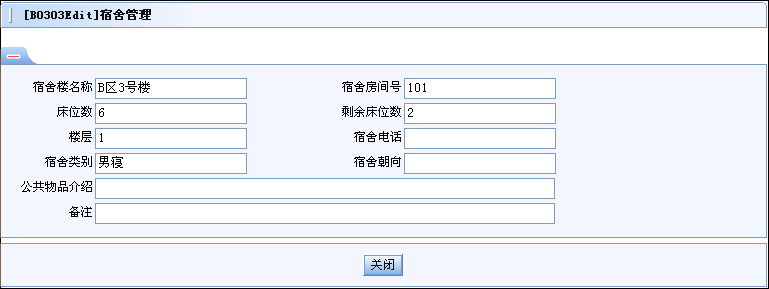 [B0303Edit]宿舍管理
宿舍楼名称 B区3号楼 宿舍房间号 101
床位数 6 剩余床位数 2
楼层 1 宿舍电话
宿舍类别 男寝 宿舍朝向
公共物品介绍
备注
关闭